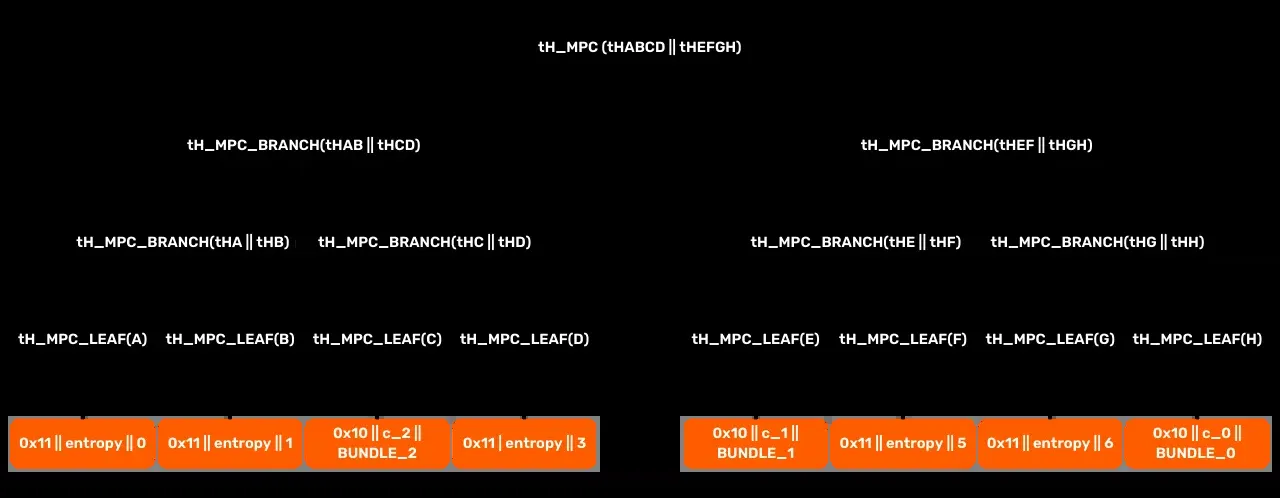 tH_MPC (tHABCD || tHEFGH)
tH_MPC_BRANCH(tHAB || tHCD)
tH_MPC_BRANCH(tHEF || tHGH)
tH_MPC_BRANCH(tHA || tHB)
tH_MPC_BRANCH(tHC || tHD)
tH_MPC_BRANCH(tHE || tHF)
tH_MPC_BRANCH(tHG || tHH)
tH_MPC_LEAF(A)
tH_MPC_LEAF(B)
tH_MPC_LEAF(C)
tH_MPC_LEAF(D)
tH_MPC_LEAF(E)
tH_MPC_LEAF(F)
tH_MPC_LEAF(G)
tH_MPC_LEAF(H)
0x11 || entropy || 0
0x11 || entropy || 1
0x10 || c_2 ||
BUNDLE_2
0x11 | entropy || 3
0x10 || c_1 ||
BUNDLE_1
0x11 || entropy || 5
0x11 || entropy || 6
0x10 || c_0 ||
BUNDLE_0